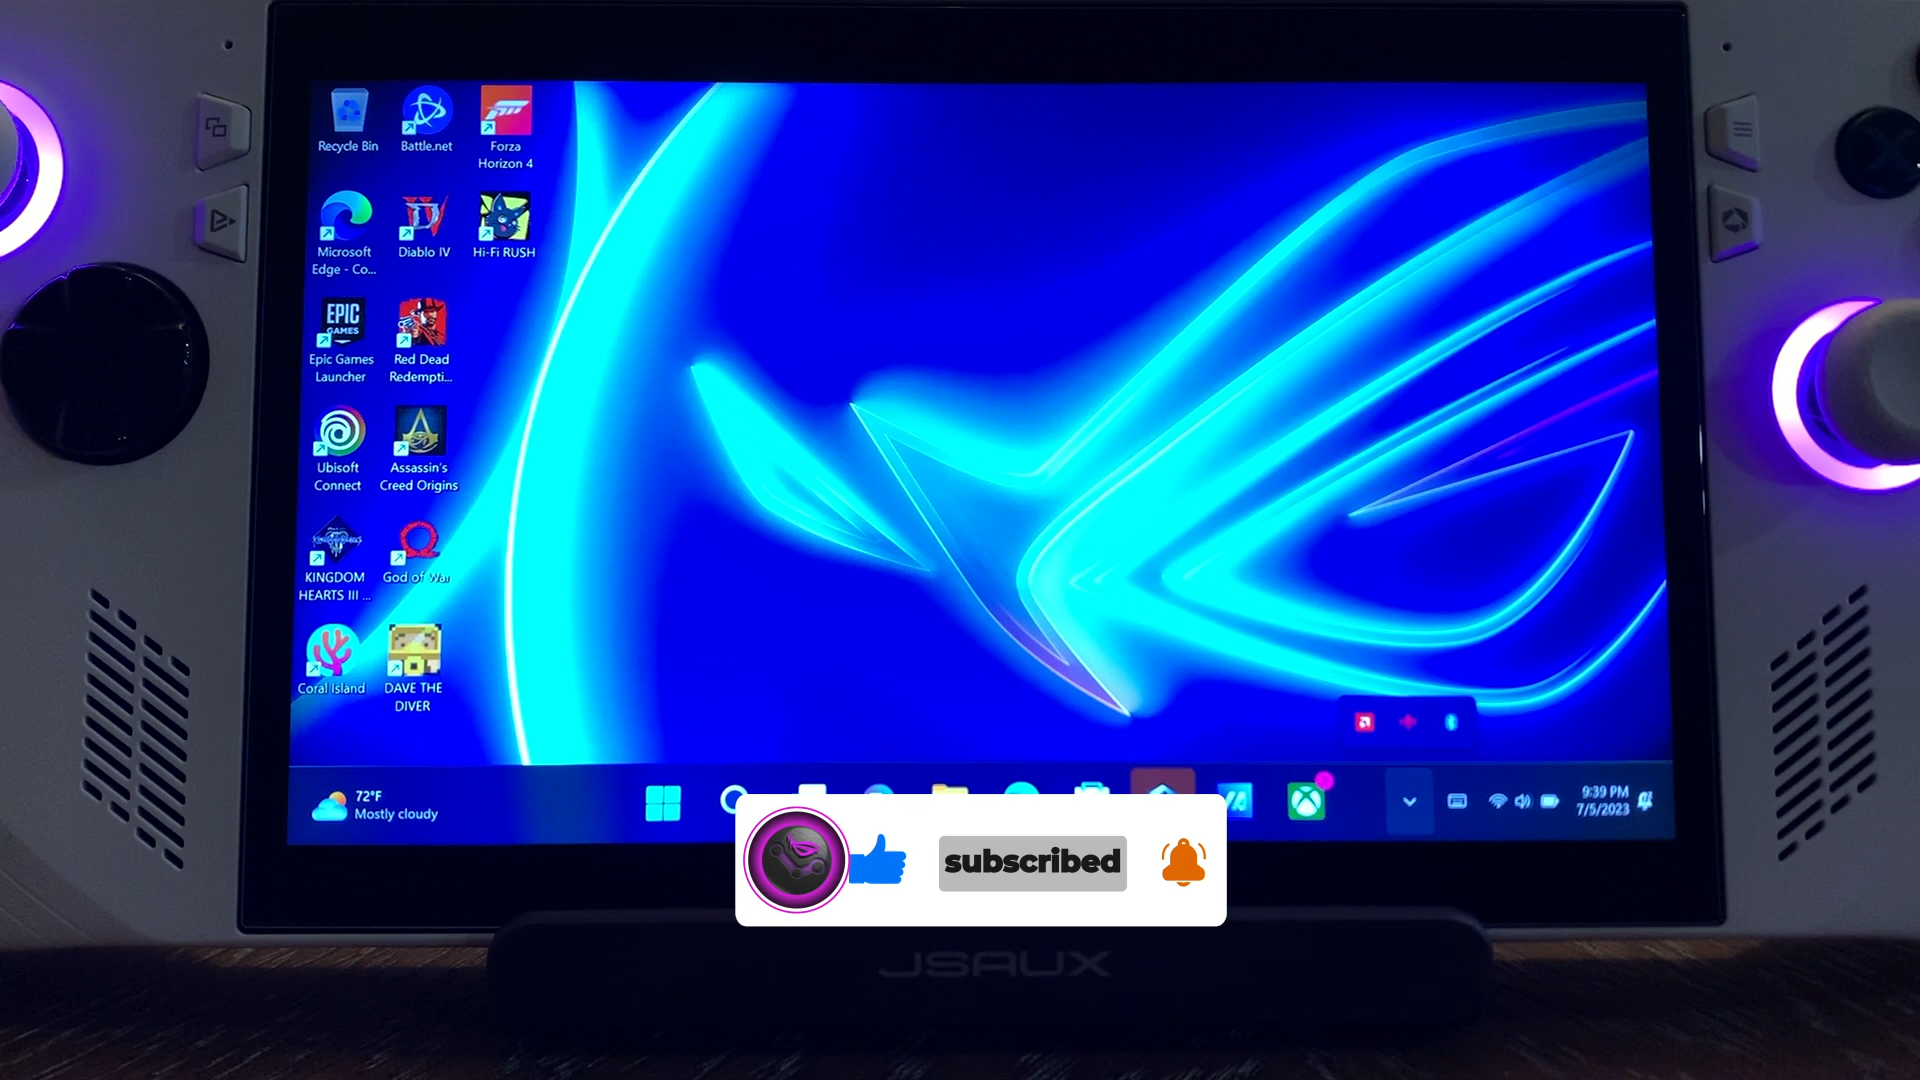 Recycle Bin
Battle.net
Forza
Horizon 4
Microsoft
Edge - Co...
Diablo IV
Hi-Fi RUSH
EPIC
GAMES
Epic Games
Launcher
Red Dead
Redempti...
Ubisoft
Connect
Assassin's
Creed Origins
KINGDOM
HEARTS III ...
God of War
Coral Island
DAVE THE
DIVER
72°F
Mostly cloudy
9:39 PM
7/5/2023
subscribed
JSAUX